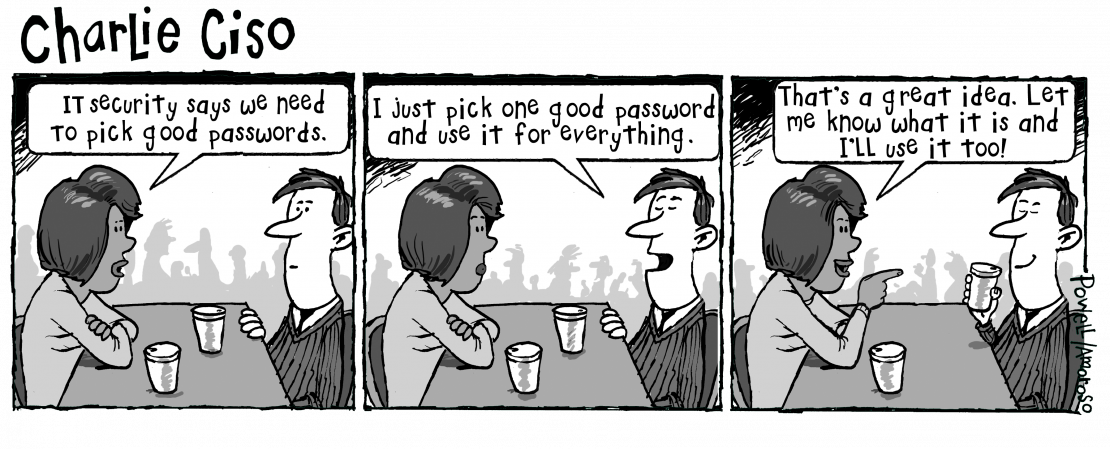 Charlie Ciso
IT security says we need
to pick good passwords.
I just pick one good password
and use it for everything.
That's a great idea. Let
me know what it is and
I'll use it too!
Powell/Amoroso